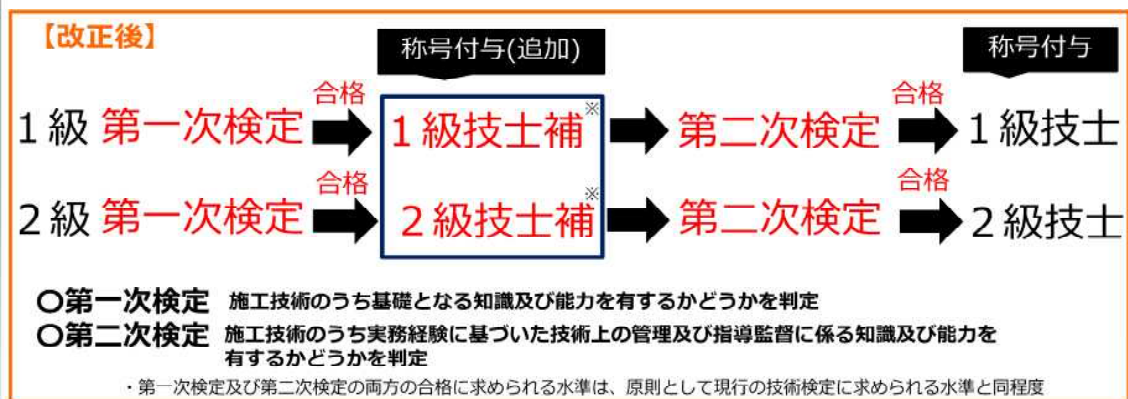 【改正後】
称号付与(追加)
称号付与
1級 第一次検定 合格 1級技士補※ 第二次検定 合格 1級技士
2級 第一次検定 合格 2級技士補※ 第二次検定 合格 2級技士
〇第一次検定 施工技術のうち基礎となる知識及び能力を有するかどうかを判定
〇第二次検定 施工技術のうち実務経験に基づいた技術上の管理及び指導監督に係る知識及び能力を
有するかどうかを判定
・第一次検定及び第二次検定の両方の合格に求められる水準は、原則として現行の技術検定に求められる水準と同程度